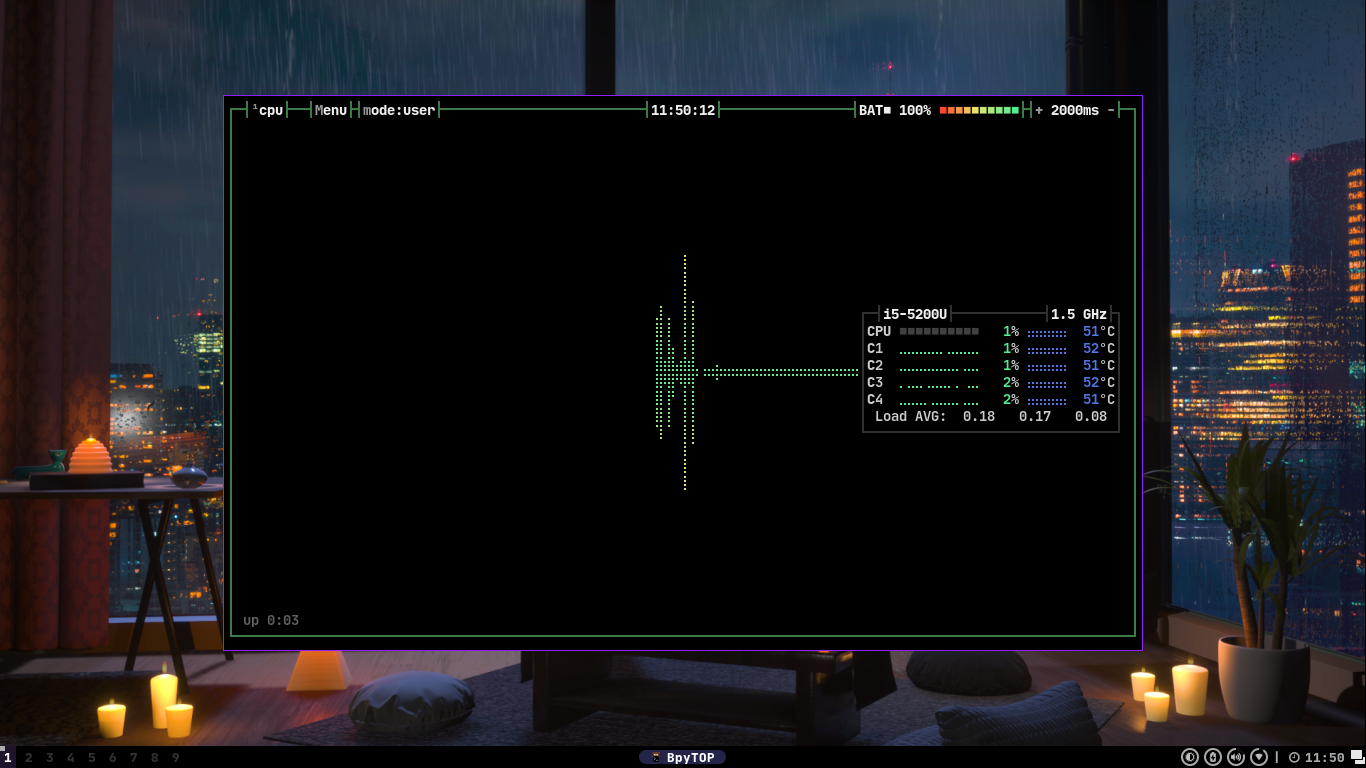 ¹cpu Menu mode:user 11:50:12 BAT■ 100% + 2000ms -
i5-5200U 1.5 GHz
CPU 1% 51°C
C1 1% 52°C
C2 1% 51°C
C3 2% 52°C
C4 2% 51°C
Load AVG: 0.18 0.17 0.08
up 0:03
1 2 3 4 5 6 7 8 9 BpyTOP | 11:50